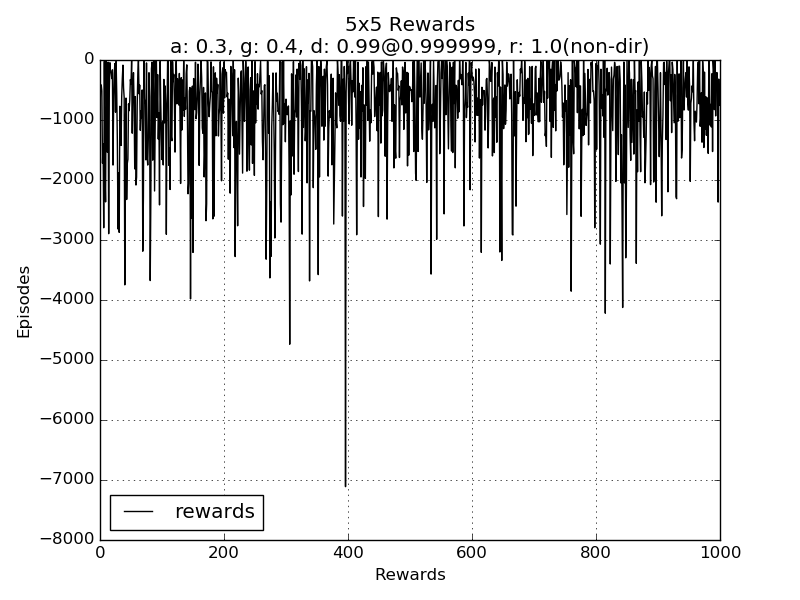 5x5 Rewards
a: 0.3, g: 0.4, d: 0.99@0.999999, r: 1.0(non-dir)
0
−1000
−2000
−3000
−4000
−5000
−6000
−7000
−8000
Episodes
rewards
0 200 400 600 800 1000
Rewards